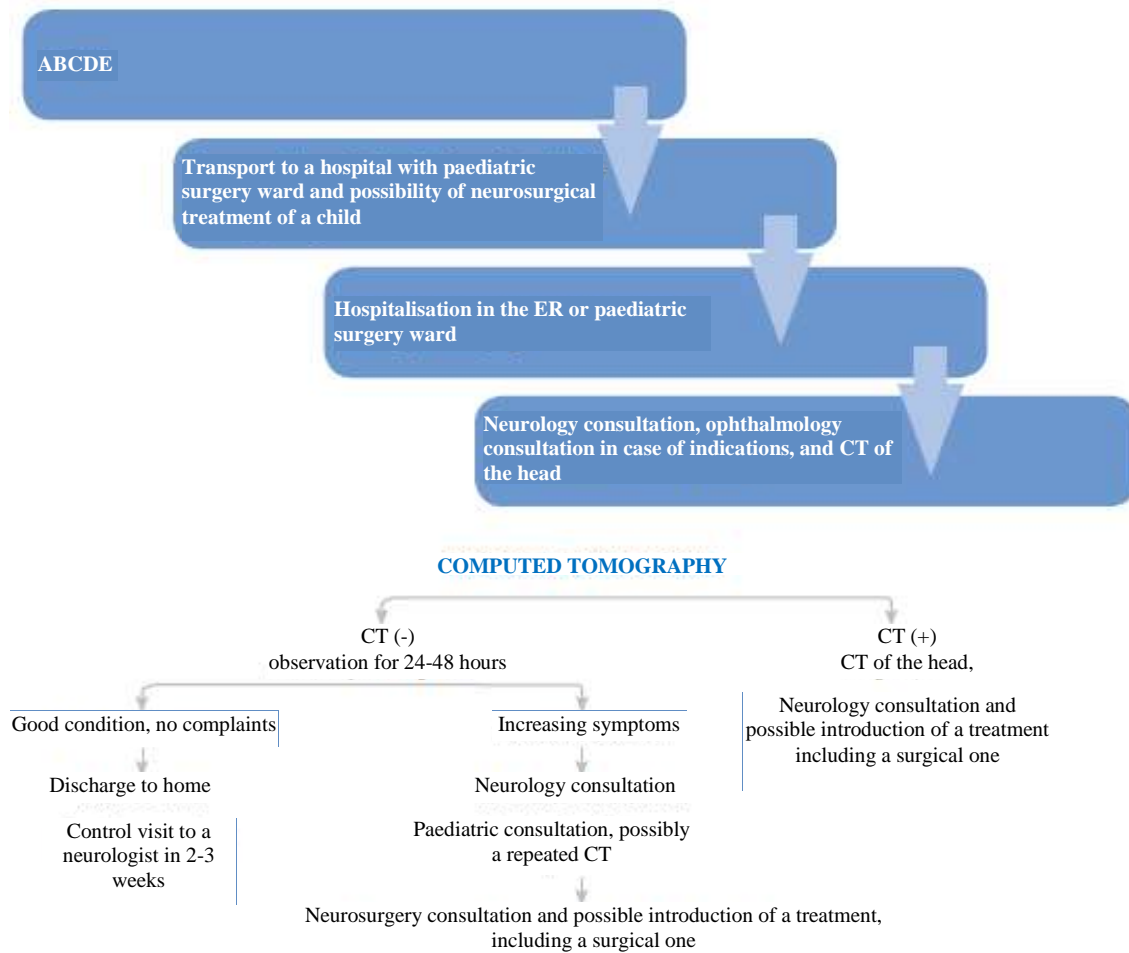 ABCDE
Transport to a hospital with paediatric
surgery ward and possibility of neurosurgical
treatment of a child
Hospitalisation in the ER or paediatric
surgery ward
Neurology consultation, ophthalmology
consultation in case of indications, and CT of
the head
COMPUTED TOMOGRAPHY
CT (-)
observation for 24-48 hours
CT (+)
CT of the head,
Good condition, no complaints
Increasing symptoms
Neurology consultation and
possible introduction of a treatment
including a surgical one
Discharge to home
Neurology consultation
Control visit to a
neurologist in 2-3
weeks
Paediatric consultation, possibly
a repeated CT
Neurosurgery consultation and possible introduction of a treatment,
including a surgical one